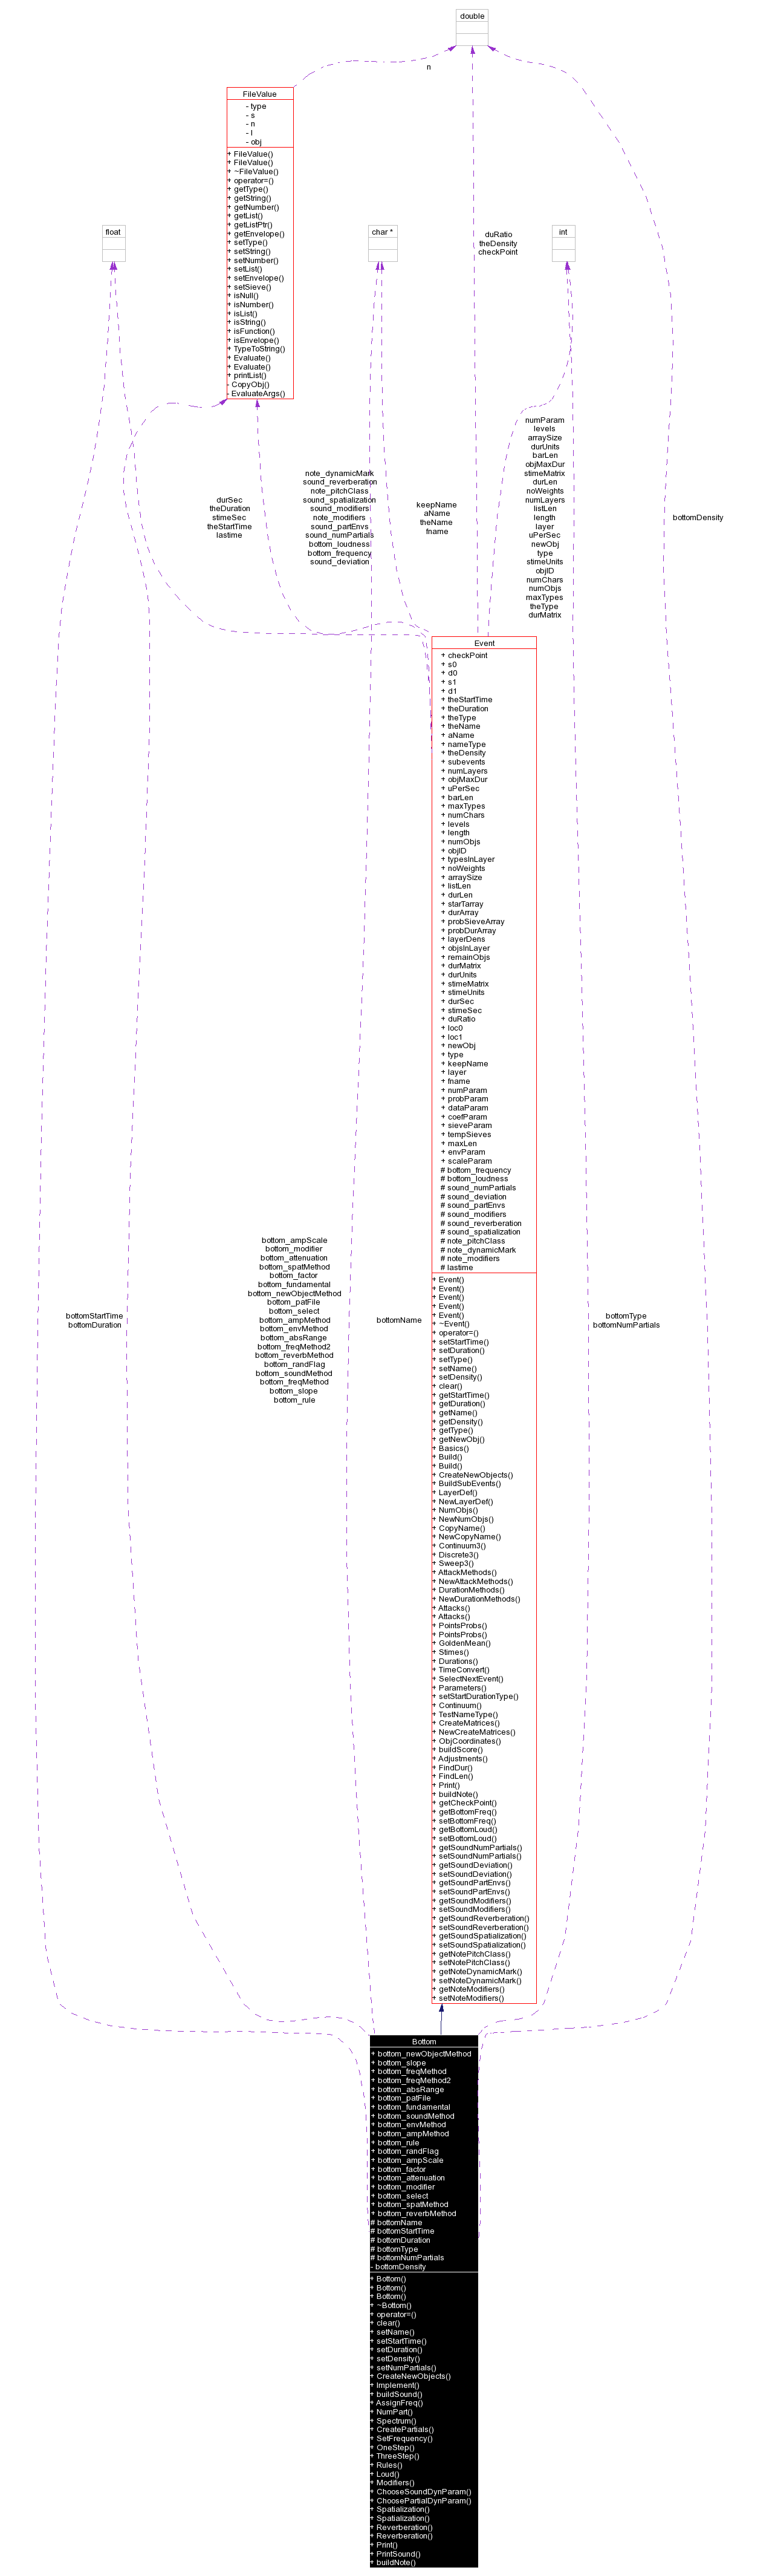 double
n
FileValue
- type
- s
- n
- l
- obj
+ FileValue()
+ FileValue()
+ ~FileValue()
+ operator=()
+ getType()
+ getString()
+ getNumber()
+ getList()
+ getListPtr()
+ getEnvelope()
+ setType()
+ setString()
+ setNumber()
+ setList()
+ setEnvelope()
+ setSieve()
+ isNull()
+ isNumber()
+ isList()
+ isString()
+ isFunction()
+ isEnvelope()
+ TypeToString()
+ Evaluate()
+ Evaluate()
+ printList()
- CopyObj()
- EvaluateArgs()
float
char *
int
duRatio
theDensity
checkPoint
durSec
theDuration
stimeSec
theStartTime
lastime
note_dynamicMark
sound_reverberation
note_pitchClass
sound_spatialization
sound_modifiers
note_modifiers
sound_partEnvs
sound_numPartials
bottom_loudness
bottom_frequency
sound_deviation
keepName
aName
theName
fname
numParam
levels
arraySize
durUnits
barLen
objMaxDur
stimeMatrix
durLen
noWeights
numLayers
listLen
length
layer
uPerSec
newObj
type
stimeUnits
objID
numChars
numObjs
maxTypes
theType
durMatrix
bottomDensity
Event
+ checkPoint
+ s0
+ d0
+ s1
+ d1
+ theStartTime
+ theDuration
+ theType
+ theName
+ aName
+ nameType
+ theDensity
+ subevents
+ numLayers
+ objMaxDur
+ uPerSec
+ barLen
+ maxTypes
+ numChars
+ levels
+ length
+ numObjs
+ objID
+ typesInLayer
+ noWeights
+ arraySize
+ listLen
+ durLen
+ starTarray
+ durArray
+ probSieveArray
+ probDurArray
+ layerDens
+ objsInLayer
+ remainObjs
+ durMatrix
+ durUnits
+ stimeMatrix
+ stimeUnits
+ durSec
+ stimeSec
+ duRatio
+ loc0
+ loc1
+ newObj
+ type
+ keepName
+ layer
+ fname
+ numParam
+ probParam
+ dataParam
+ coefParam
+ sieveParam
+ tempSieves
+ maxLen
+ envParam
+ scaleParam
# bottom_frequency
# bottom_loudness
# sound_numPartials
# sound_deviation
# sound_partEnvs
# sound_modifiers
# sound_reverberation
# sound_spatialization
# note_pitchClass
# note_dynamicMark
# note_modifiers
# lastime
+ Event()
+ Event()
+ Event()
+ Event()
+ Event()
+ ~Event()
+ operator=()
+ setStartTime()
+ setDuration()
+ setType()
+ setName()
+ setDensity()
+ clear()
+ getStartTime()
+ getDuration()
+ getName()
+ getDensity()
+ getType()
+ getNewObj()
+ Basics()
+ Build()
+ Build()
+ CreateNewObjects()
+ BuildSubEvents()
+ LayerDef()
+ NewLayerDef()
+ NumObjs()
+ NewNumObjs()
+ CopyName()
+ NewCopyName()
+ Continuum3()
+ Discrete3()
+ Sweep3()
+ AttackMethods()
+ NewAttackMethods()
+ DurationMethods()
+ NewDurationMethods()
+ Attacks()
+ Attacks()
+ PointsProbs()
+ PointsProbs()
+ GoldenMean()
+ Stimes()
+ Durations()
+ TimeConvert()
+ SelectNextEvent()
+ Parameters()
+ setStartDurationType()
+ Continuum()
+ TestNameType()
+ CreateMatrices()
+ NewCreateMatrices()
+ ObjCoordinates()
+ buildScore()
+ Adjustments()
+ FindDur()
+ FindLen()
+ Print()
+ buildNote()
+ getCheckPoint()
+ getBottomFreq()
+ setBottomFreq()
+ getBottomLoud()
+ setBottomLoud()
+ getSoundNumPartials()
+ setSoundNumPartials()
+ getSoundDeviation()
+ setSoundDeviation()
+ getSoundPartEnvs()
+ setSoundPartEnvs()
+ getSoundModifiers()
+ setSoundModifiers()
+ getSoundReverberation()
+ setSoundReverberation()
+ getSoundSpatialization()
+ setSoundSpatialization()
+ getNotePitchClass()
+ setNotePitchClass()
+ getNoteDynamicMark()
+ setNoteDynamicMark()
+ getNoteModifiers()
+ setNoteModifiers()
bottomStartTime
bottomDuration
bottom_ampScale
bottom_modifier
bottom_attenuation
bottom_spatMethod
bottom_factor
bottom_fundamental
bottom_newObjectMethod
bottom_patFile
bottom_select
bottom_ampMethod
bottom_envMethod
bottom_absRange
bottom_freqMethod2
bottom_reverbMethod
bottom_randFlag
bottom_soundMethod
bottom_freqMethod
bottom_slope
bottom_rule
bottomName
bottomType
bottomNumPartials
Bottom
+ bottom_newObjectMethod
+ bottom_slope
+ bottom_freqMethod
+ bottom_freqMethod2
+ bottom_absRange
+ bottom_patFile
+ bottom_fundamental
+ bottom_soundMethod
+ bottom_envMethod
+ bottom_ampMethod
+ bottom_rule
+ bottom_randFlag
+ bottom_ampScale
+ bottom_factor
+ bottom_attenuation
+ bottom_modifier
+ bottom_select
+ bottom_spatMethod
+ bottom_reverbMethod
# bottomName
# bottomStartTime
# bottomDuration
# bottomType
# bottomNumPartials
- bottomDensity
+ Bottom()
+ Bottom()
+ Bottom()
+ ~Bottom()
+ operator=()
+ clear()
+ setName()
+ setStartTime()
+ setDuration()
+ setDensity()
+ setNumPartials()
+ CreateNewObjects()
+ Implement()
+ buildSound()
+ AssignFreq()
+ NumPart()
+ Spectrum()
+ CreatePartials()
+ SetFrequency()
+ OneStep()
+ ThreeStep()
+ Rules()
+ Loud()
+ Modifiers()
+ ChooseSoundDynParam()
+ ChoosePartialDynParam()
+ Spatialization()
+ Spatialization()
+ Reverberation()
+ Reverberation()
+ Print()
+ PrintSound()
+ buildNote()